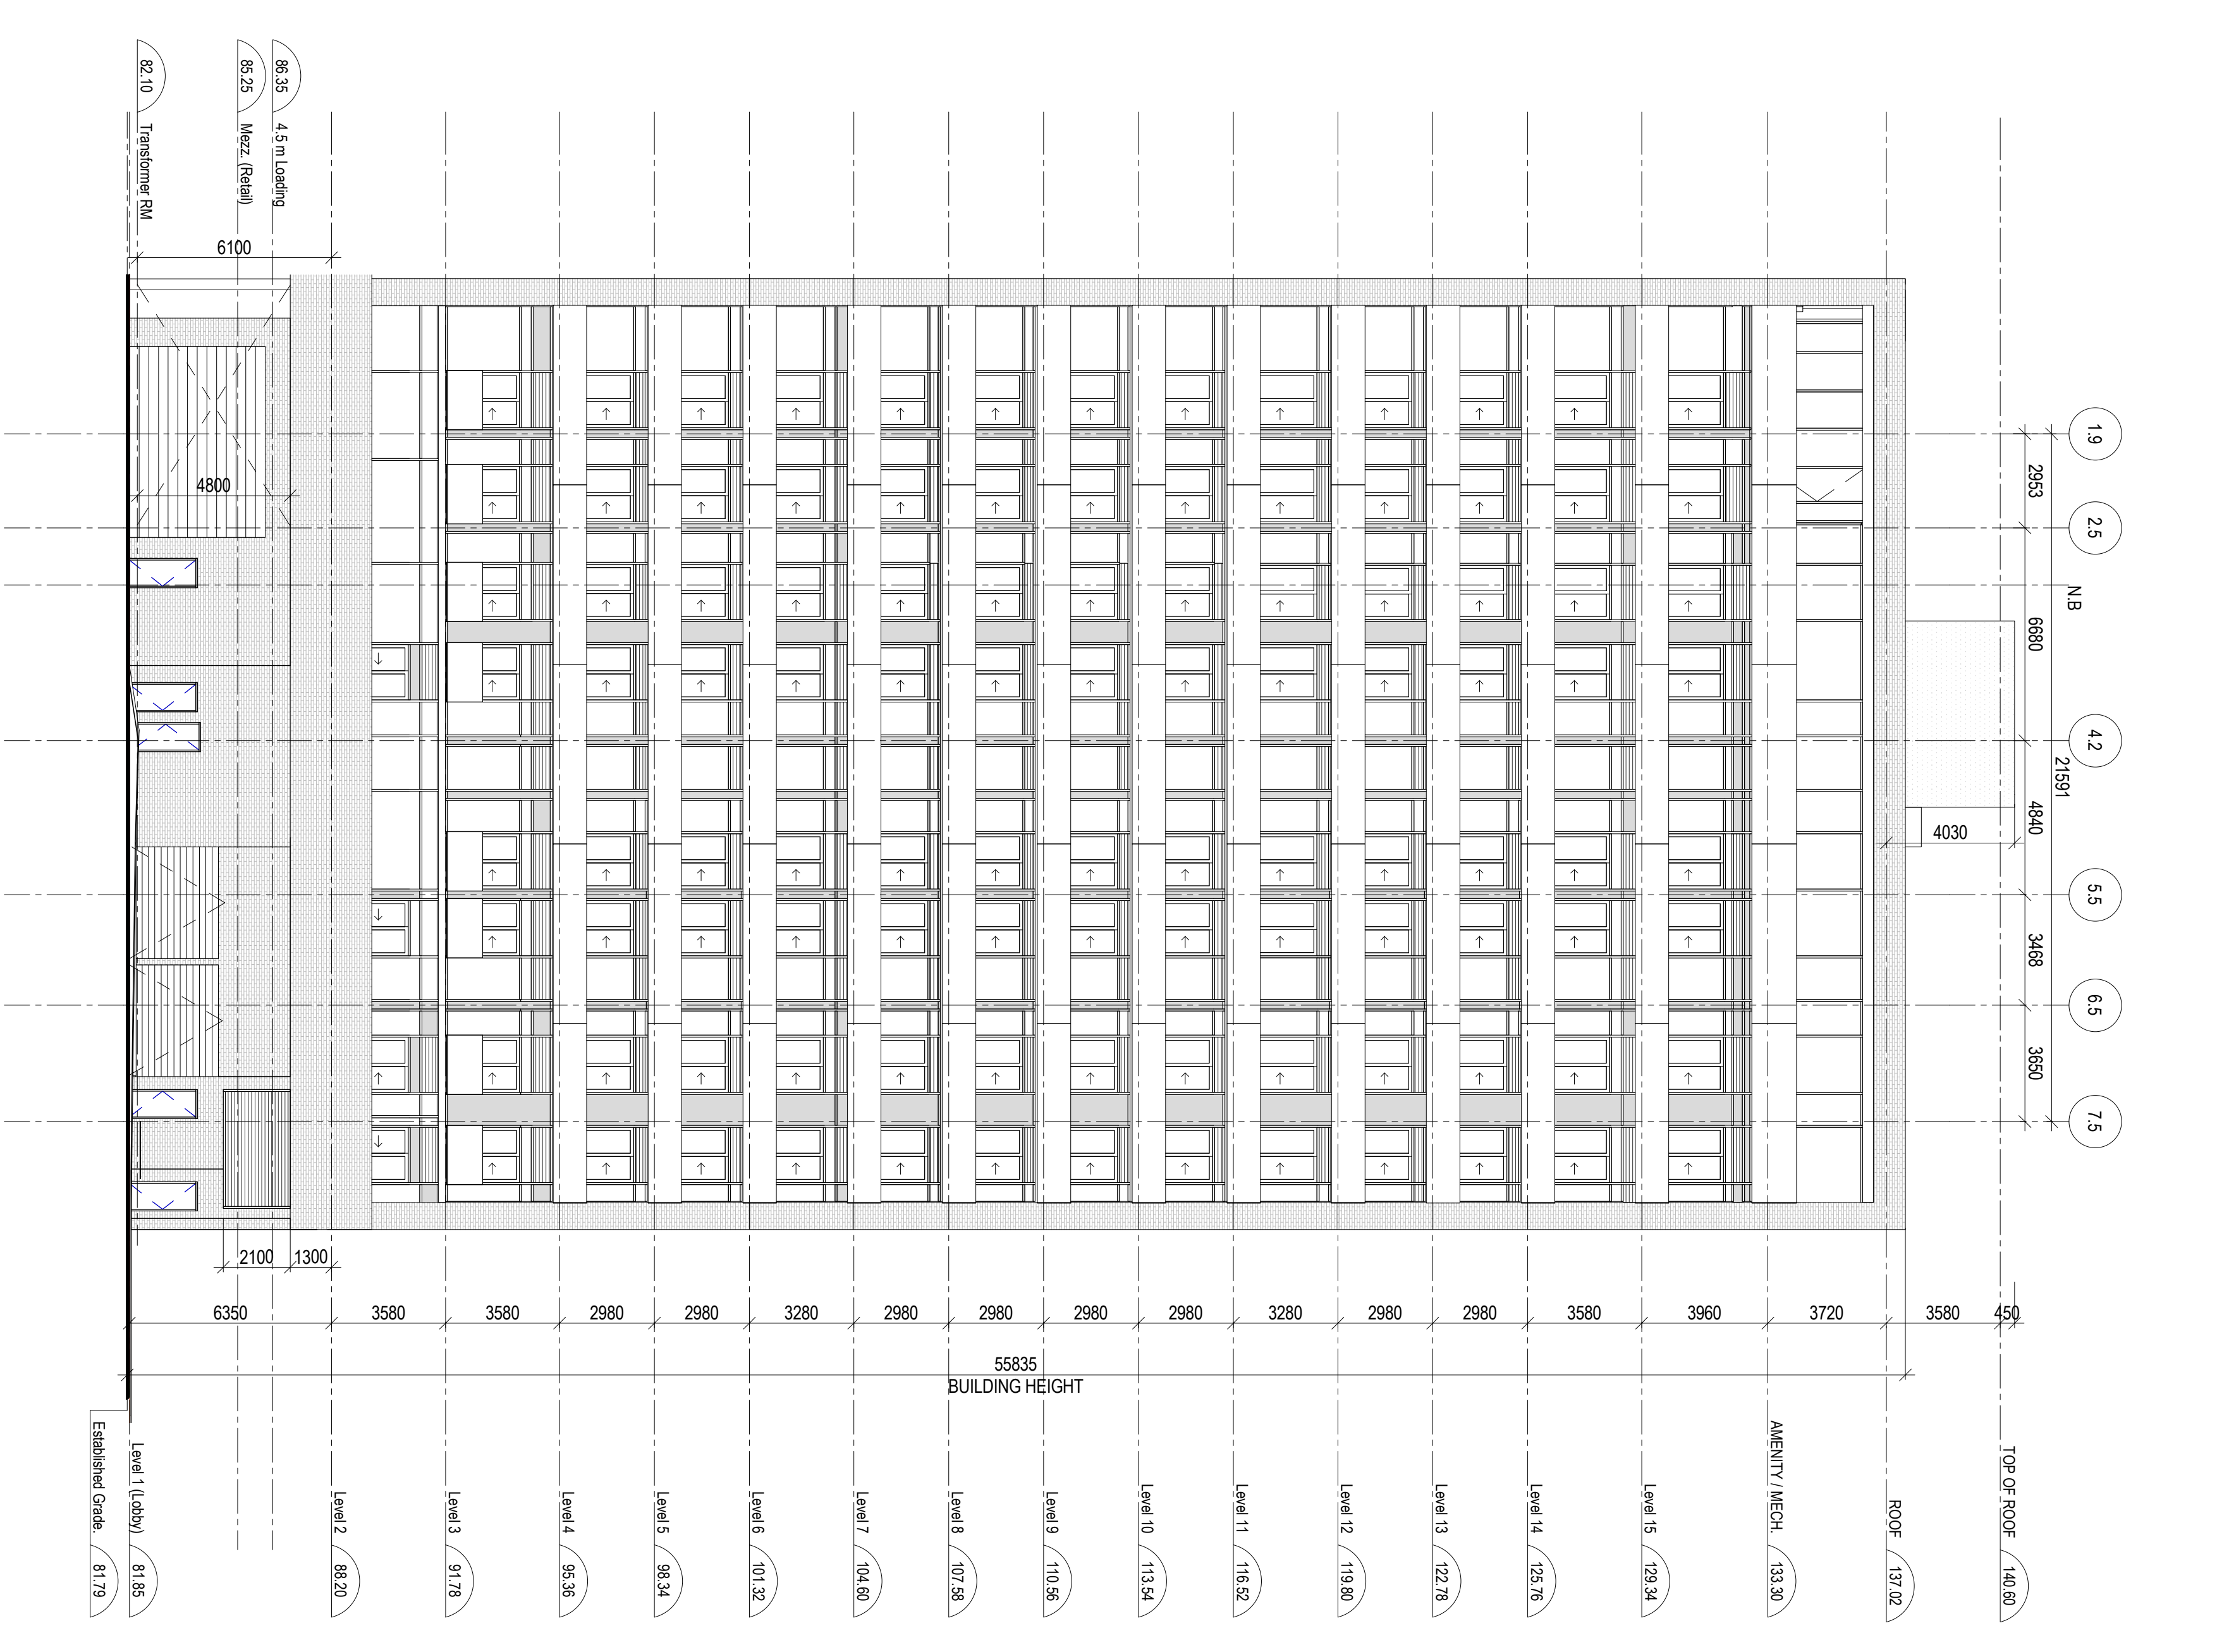 82.10
Transformer RM
85.25
Mezz. (Retail)
86.35
4.5 m Loading
6100
4800
1.9
2953
2.5
N.B
6680
4.2
21591
4840
4030
5.5
3468
6.5
3650
7.5
2100
1300
6350
3580
3580
2980
2980
3280
2980
2980
2980
2980
3280
2980
2980
3580
3960
3720
3580
450
55835
BUILDING HEIGHT
Established Grade.
81.79
Level 1 (Lobby)
81.85
Level 2
88.20
Level 3
91.78
Level 4
95.36
Level 5
98.34
Level 6
101.32
Level 7
104.60
Level 8
107.58
Level 9
110.56
Level 10
113.54
Level 11
116.52
Level 12
119.80
Level 13
122.78
Level 14
125.76
Level 15
129.34
AMENITY / MECH.
133.30
ROOF
137.02
TOP OF ROOF
140.60